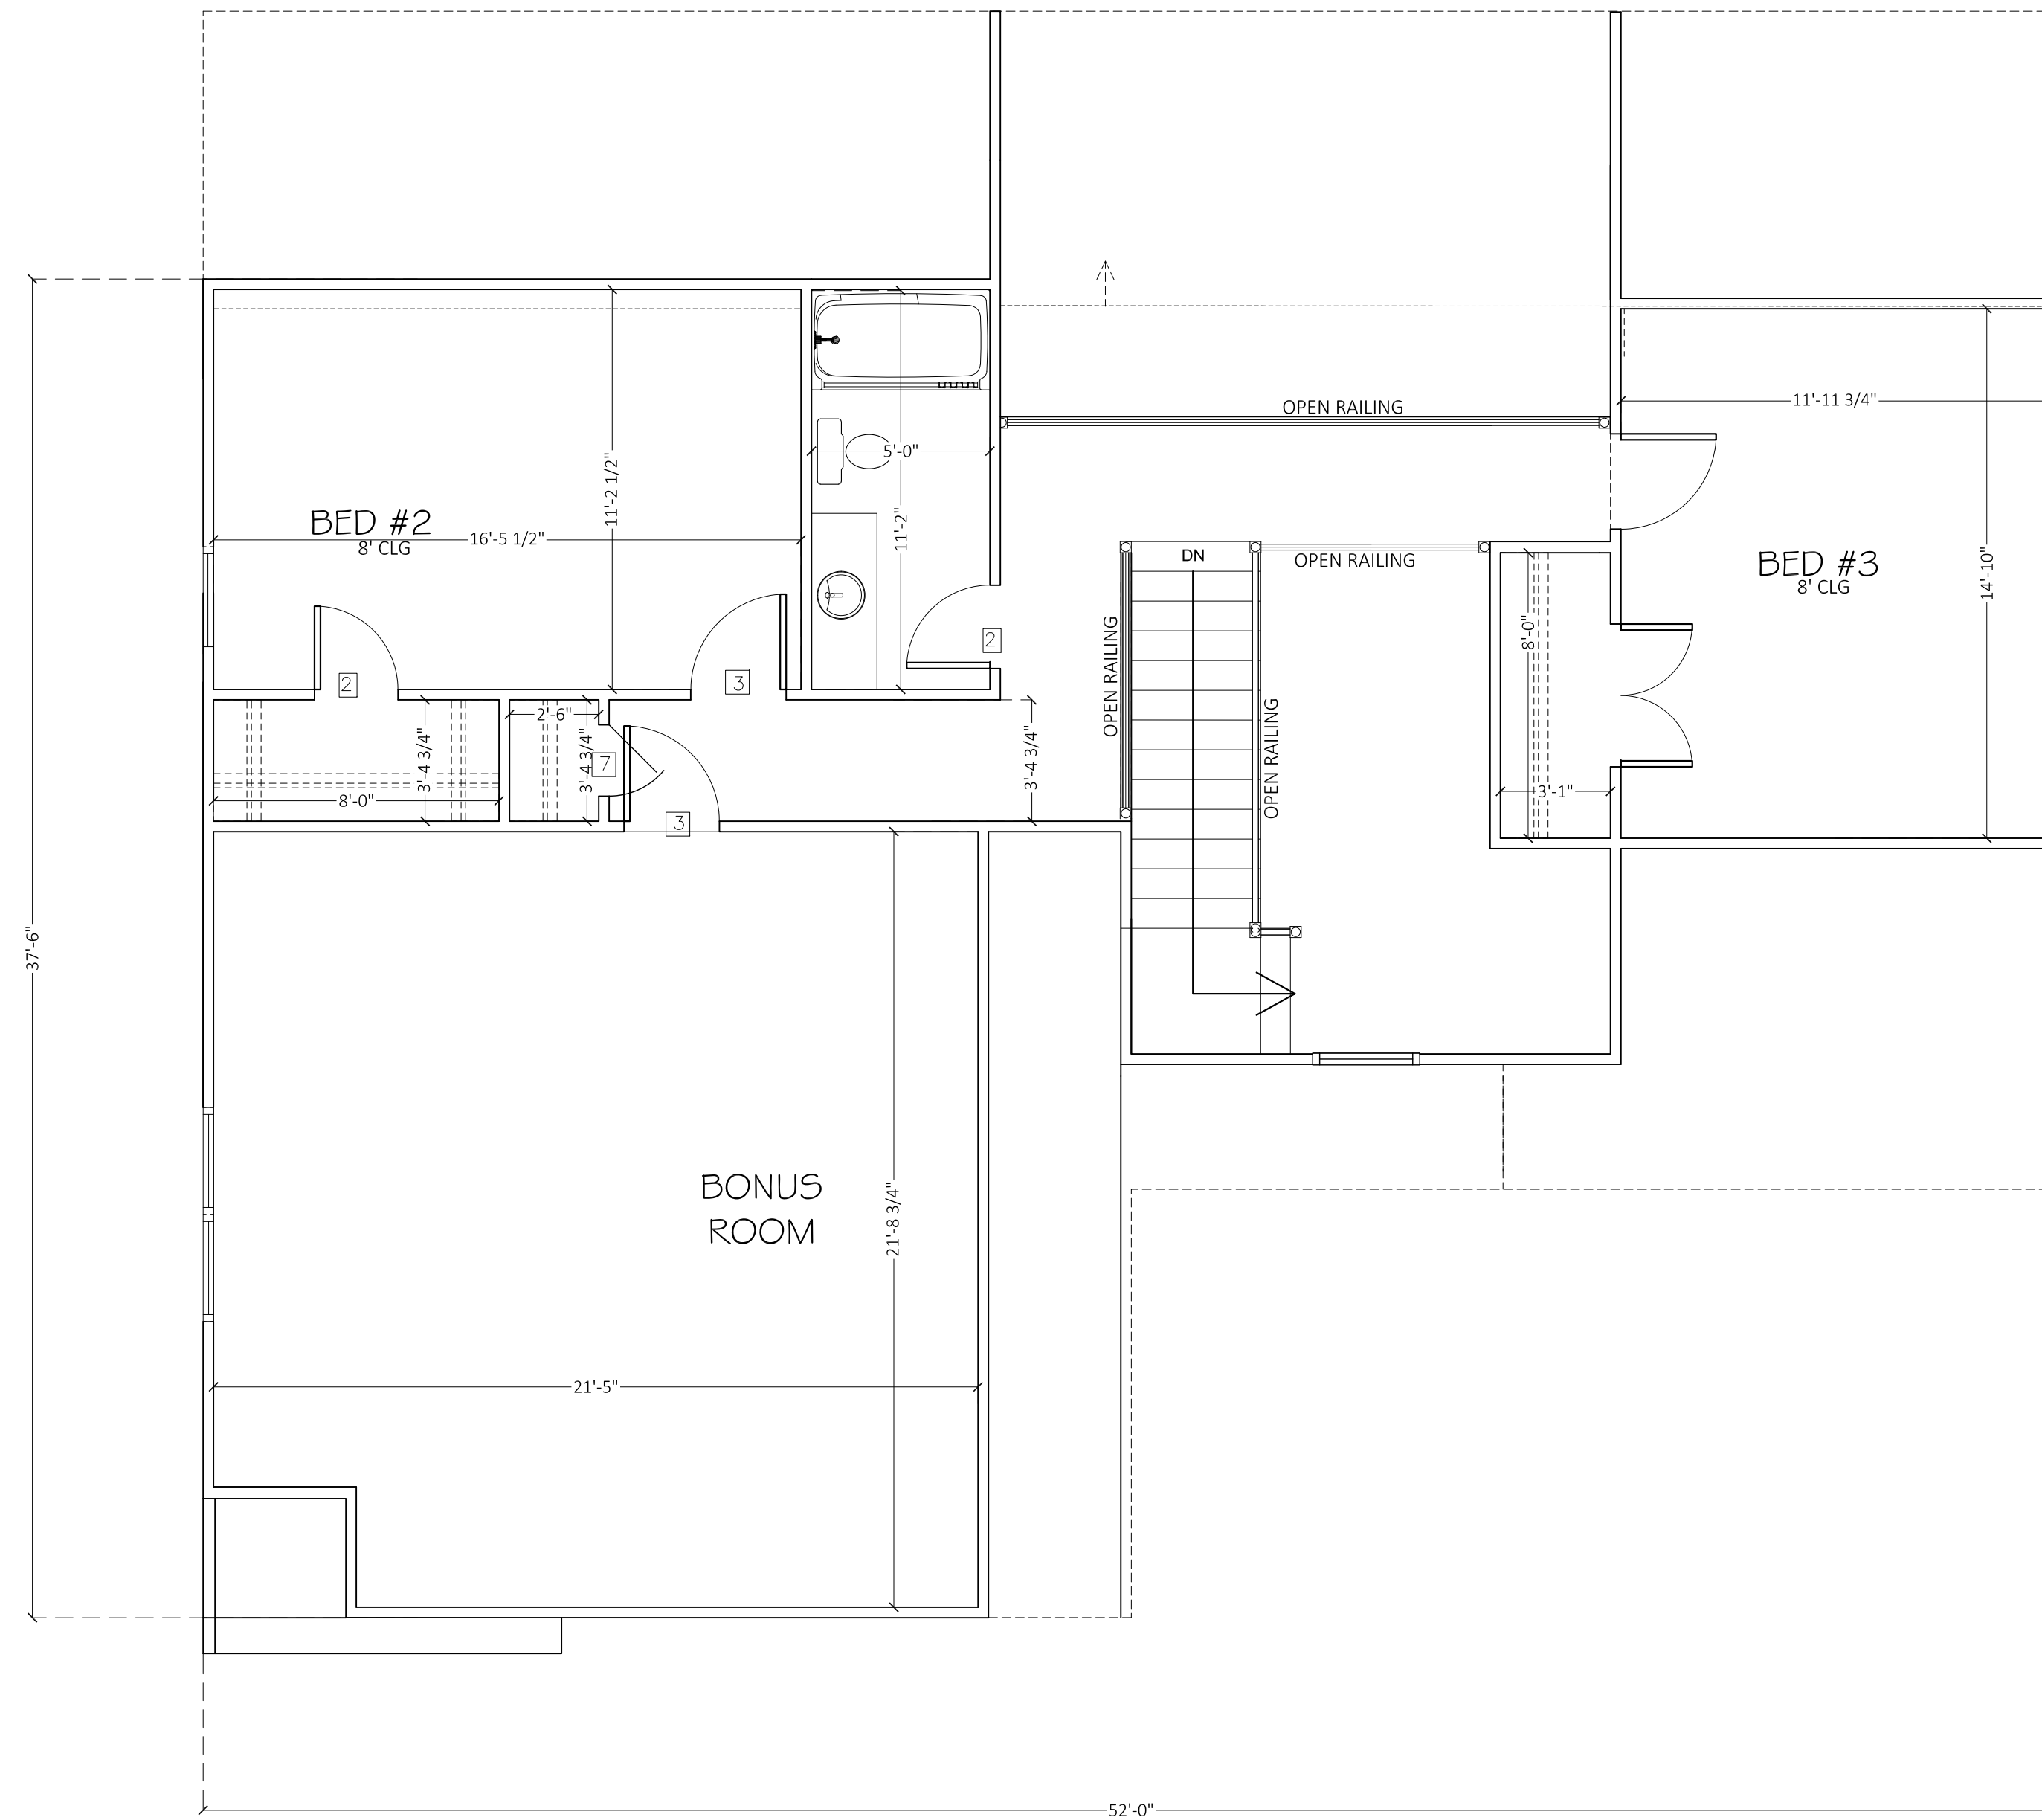 OPEN RAILING
11'-11 3/4"
5'-0"
11'-2 1/2"
BED #2
8' CLG
16'-5 1/2"
11'-2"
DN
OPEN RAILING
BED #3
8' CLG
14'-10"
8'-0"
OPEN RAILING
2
2
3
2'-6"
OPEN RAILING
3'-4 3/4"
3'-4 3/4"
7
3'-4 3/4"
8'-0"
3'-1"
3
37'-6"
BONUS
ROOM
21'-8 3/4"
21'-5"
52'-0"